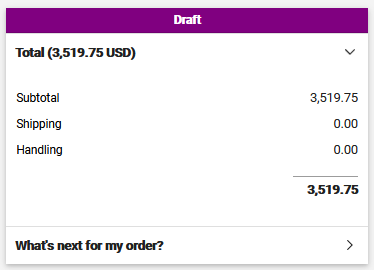 Draft
Total (3,519.75 USD)
Subtotal 3,519.75
Shipping 0.00
Handling 0.00
3,519.75
What's next for my order?